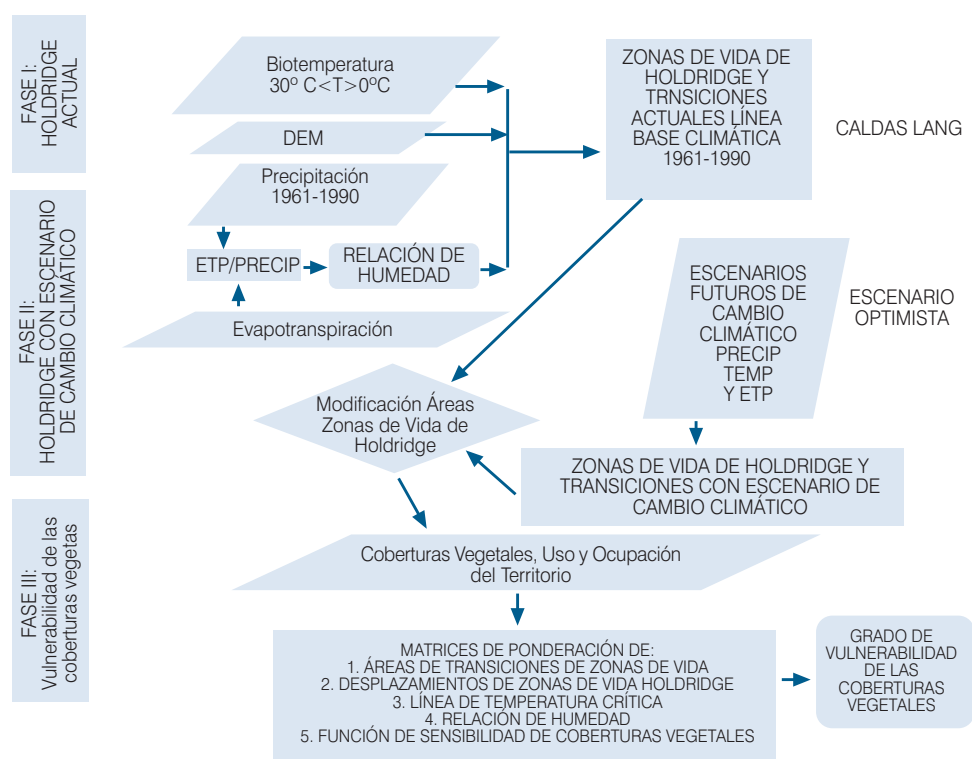 FASE I:
HOLDRIDGE
ACTUAL
Biotemperatura
30º C<T>0ºC
DEM
Precipitación
1961-1990
ETP/PRECIP
RELACIÓN DE
HUMEDAD
Evapotranspiración
ZONAS DE VIDA DE
HOLDRIDGE Y
TRNSICIONES
ACTUALES LÍNEA
BASE CLIMÁTICA
1961-1990
CALDAS LANG
FASE II:
HOLDRIDGE CON ESCENARIO
DE CAMBIO CLIMÁTICO
ESCENARIOS
FUTUROS DE
CAMBIO
CLIMÁTICO
PRECIP
TEMP
Y ETP
ESCENARIO
OPTIMISTA
Modificación Áreas
Zonas de Vida de
Holdridge
ZONAS DE VIDA DE HOLDRIDGE Y
TRANSICIONES CON ESCENARIO DE
CAMBIO CLIMÁTICO
FASE III:
Vulnerabilidad de las
coberturas vegetas
Coberturas Vegetales, Uso y Ocupación
del Territorio
MATRICES DE PONDERACIÓN DE:
1. ÁREAS DE TRANSICIONES DE ZONAS DE VIDA
2. DESPLAZAMIENTOS DE ZONAS DE VIDA HOLDRIDGE
3. LÍNEA DE TEMPERATURA CRÍTICA
4. RELACIÓN DE HUMEDAD
5. FUNCIÓN DE SENSIBILIDAD DE COBERTURAS VEGETALES
GRADO DE
VULNERABILIDAD
DE LAS
COBERTURAS
VEGETALES